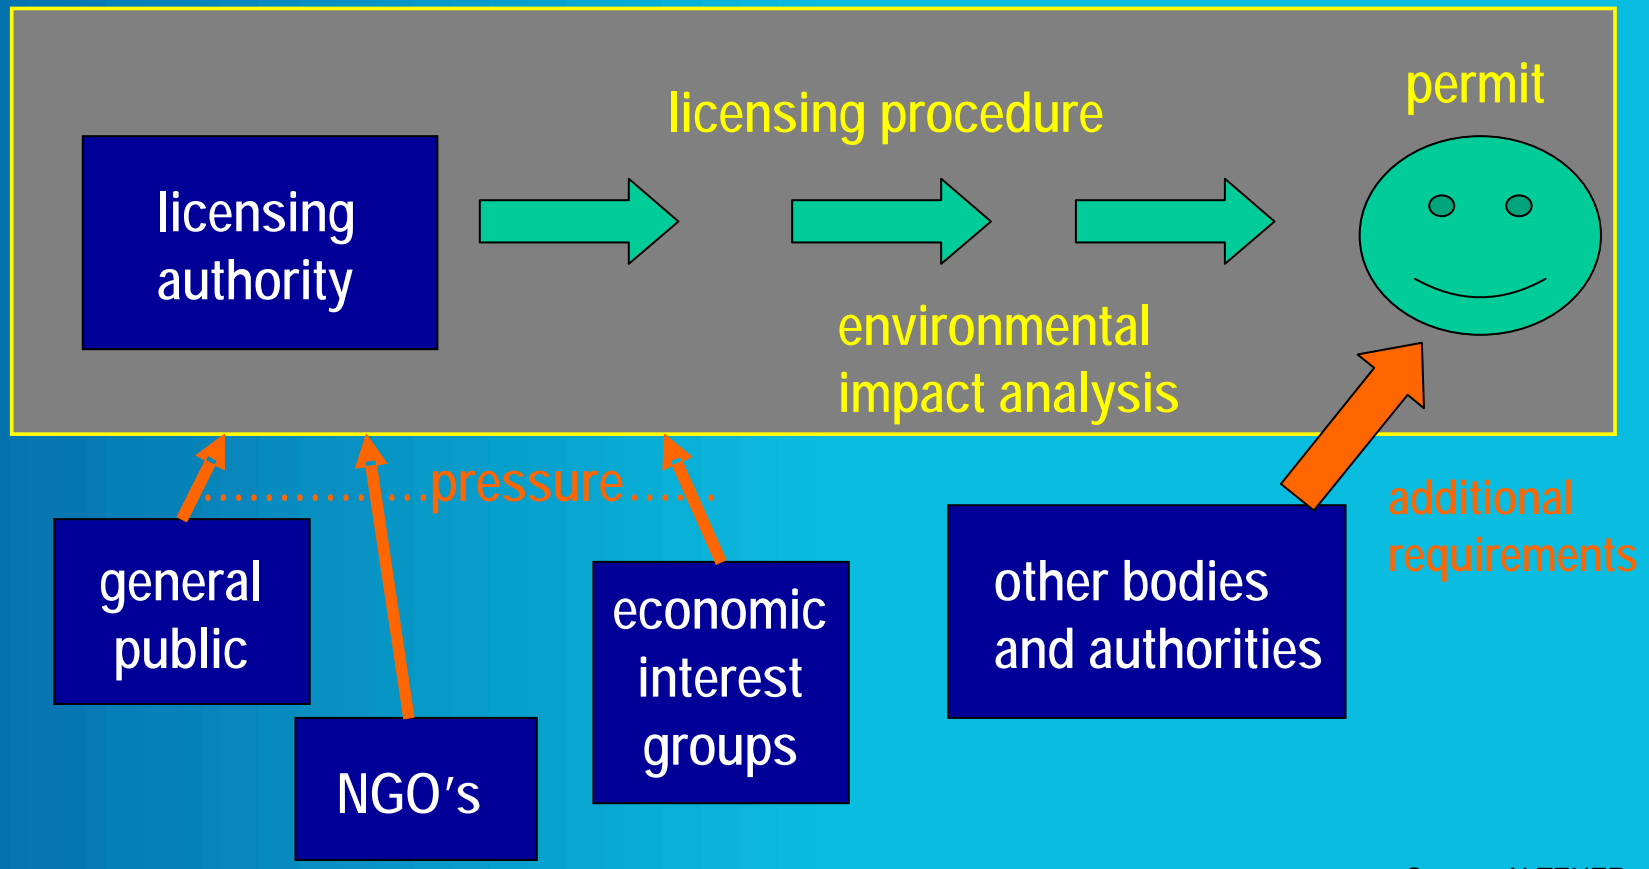 permit
licensing procedure
licensing
authority
environmental
impact analysis
................pressure......
additional
requirements
general
public
NGO's
economic
interest
groups
other bodies
and authorities